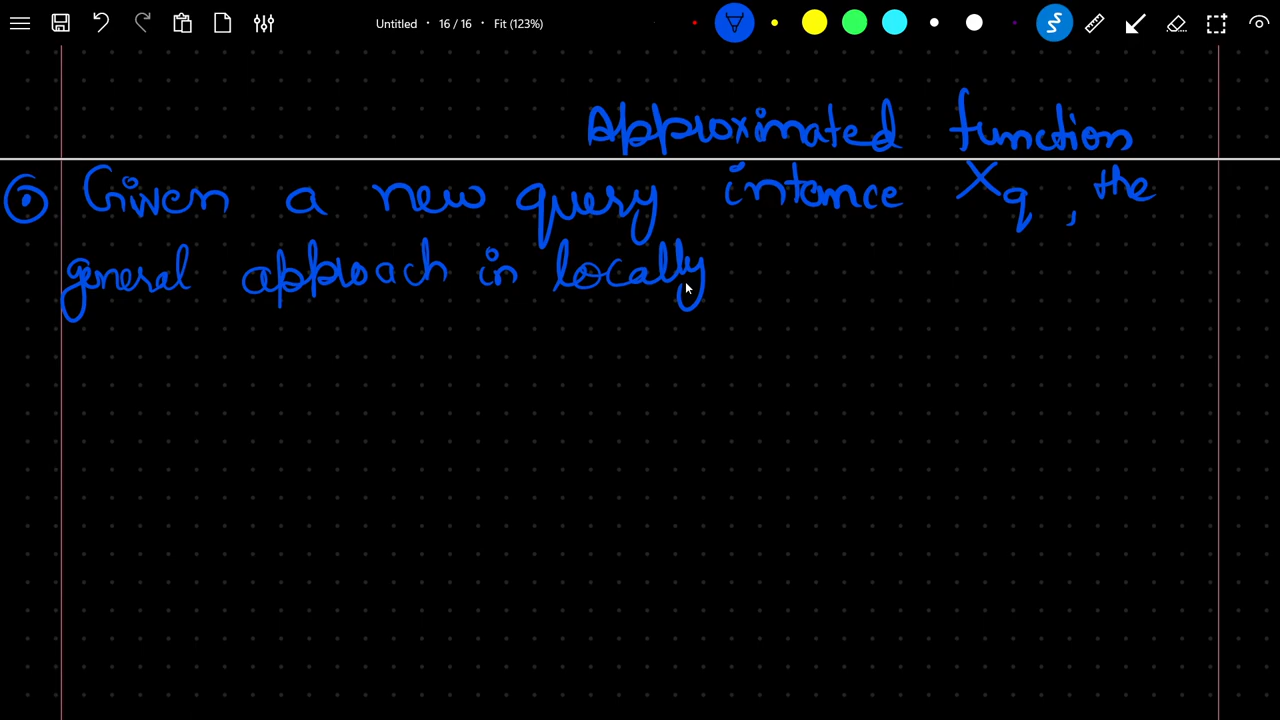 Untitled • 16 / 16 • Fit (123%)
Approximated function
Given a new query intance Xq, the
general approach in locally